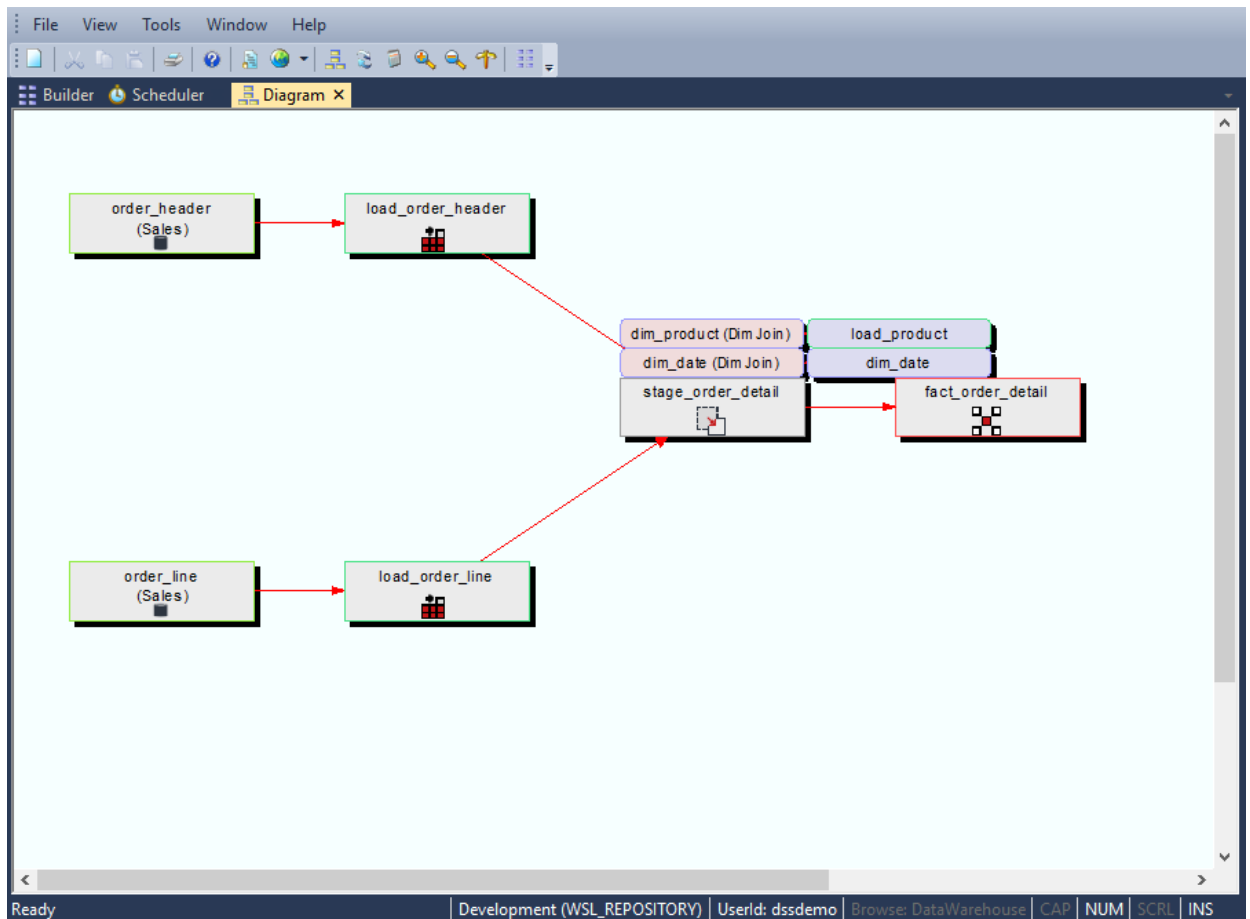 File View Tools Window Help
Builder Scheduler Diagram
order_header
(Sales)
load_order_header
dim_product (Dim Join) load_product
dim_date (Dim Join) dim_date
stage_order_detail fact_order_detail
order_line
(Sales)
load_order_line
Ready Development (WSL_REPOSITORY) UserId: dssdemo Browse: DataWarehouse CAP NUM SCRL INS